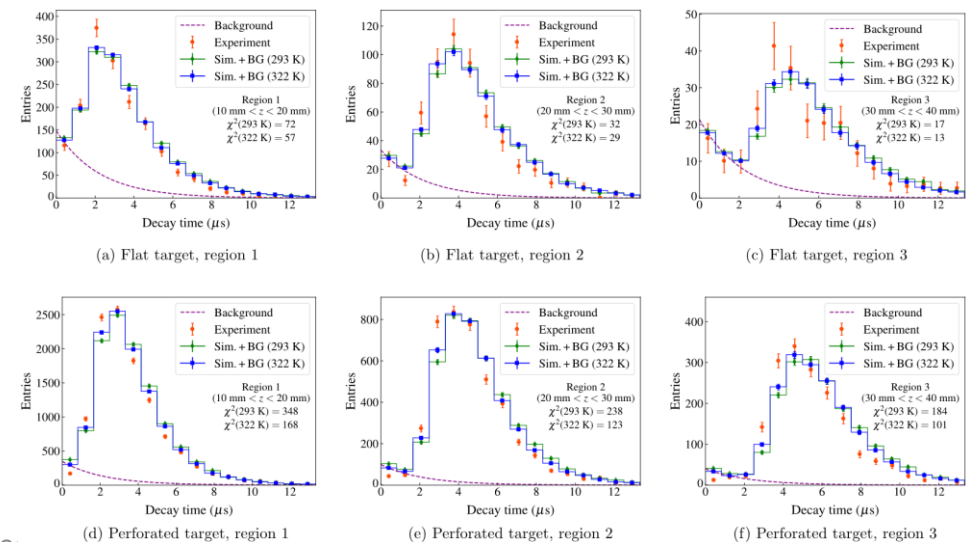 Background
Experiment
Sim. + BG (293 K)
Sim. + BG (322 K)
Region 1
(10 mm < z < 20 mm)
χ²(293 K) = 72
χ²(322 K) = 57
Entries
400
350
300
250
200
150
100
50
0
0 2 4 6 8 10 12
Decay time (μs)
(a) Flat target, region 1
Background
Experiment
Sim. + BG (293 K)
Sim. + BG (322 K)
Region 2
(20 mm < z < 30 mm)
χ²(293 K) = 32
χ²(322 K) = 29
Entries
120
100
80
60
40
20
0
0 2 4 6 8 10 12
Decay time (μs)
(b) Flat target, region 2
Background
Experiment
Sim. + BG (293 K)
Sim. + BG (322 K)
Region 3
(30 mm < z < 40 mm)
χ²(293 K) = 17
χ²(322 K) = 13
Entries
50
40
30
20
10
0
0 2 4 6 8 10 12
Decay time (μs)
(c) Flat target, region 3
Background
Experiment
Sim. + BG (293 K)
Sim. + BG (322 K)
Region 1
(10 mm < z < 20 mm)
χ²(293 K) = 348
χ²(322 K) = 168
Entries
2500
2000
1500
1000
500
0
0 2 4 6 8 10 12
Decay time (μs)
(d) Perforated target, region 1
Background
Experiment
Sim. + BG (293 K)
Sim. + BG (322 K)
Region 2
(20 mm < z < 30 mm)
χ²(293 K) = 238
χ²(322 K) = 123
Entries
800
600
400
200
0
0 2 4 6 8 10 12
Decay time (μs)
(e) Perforated target, region 2
Background
Experiment
Sim. + BG (293 K)
Sim. + BG (322 K)
Region 3
(30 mm < z < 40 mm)
χ²(293 K) = 184
χ²(322 K) = 101
Entries
400
300
200
100
0
0 2 4 6 8 10 12
Decay time (μs)
(f) Perforated target, region 3